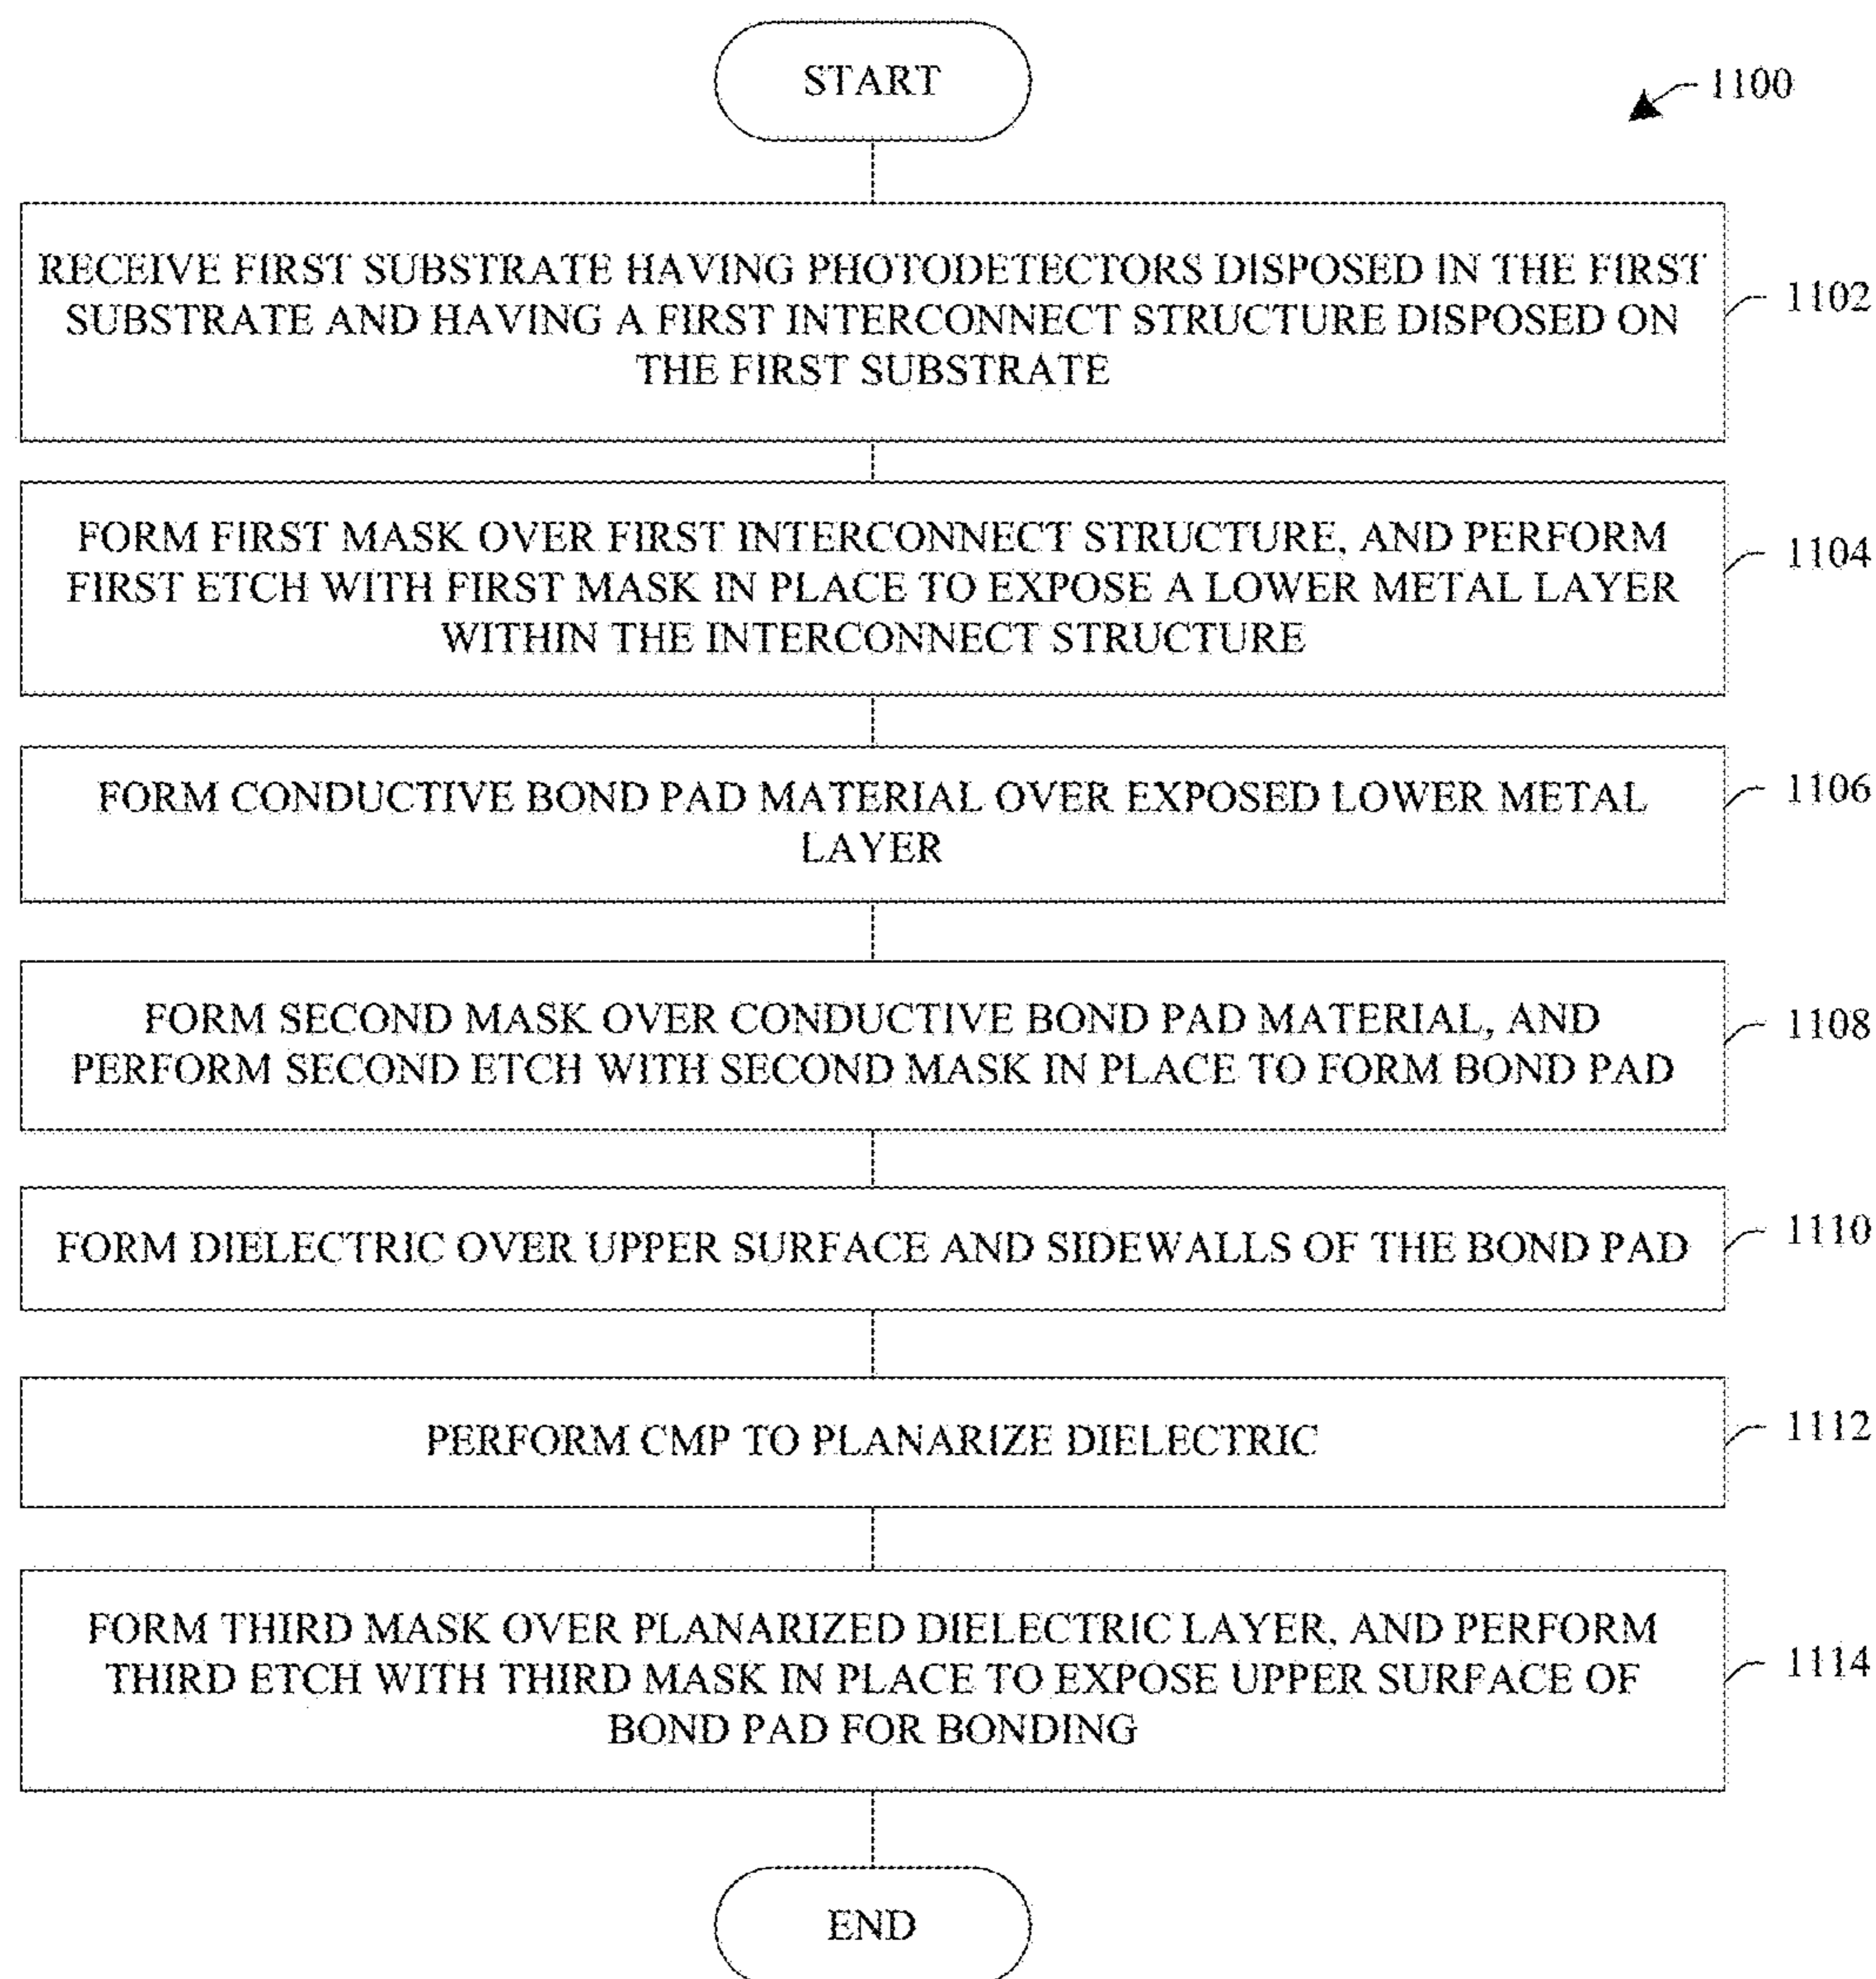 START
1100
RECEIVE FIRST SUBSTRATE HAVING PHOTODETECTORS DISPOSED IN THE FIRST
SUBSTRATE AND HAVING A FIRST INTERCONNECT STRUCTURE DISPOSED ON
THE FIRST SUBSTRATE
1102
FORM FIRST MASK OVER FIRST INTERCONNECT STRUCTURE, AND PERFORM
FIRST ETCH WITH FIRST MASK IN PLACE TO EXPOSE A LOWER METAL LAYER
WITHIN THE INTERCONNECT STRUCTURE
1104
FORM CONDUCTIVE BOND PAD MATERIAL OVER EXPOSED LOWER METAL
LAYER
1106
FORM SECOND MASK OVER CONDUCTIVE BOND PAD MATERIAL, AND
PERFORM SECOND ETCH WITH SECOND MASK IN PLACE TO FORM BOND PAD
1108
FORM DIELECTRIC OVER UPPER SURFACE AND SIDEWALLS OF THE BOND PAD
1110
PERFORM CMP TO PLANARIZE DIELECTRIC
1112
FORM THIRD MASK OVER PLANARIZED DIELECTRIC LAYER, AND PERFORM
THIRD ETCH WITH THIRD MASK IN PLACE TO EXPOSE UPPER SURFACE OF
BOND PAD FOR BONDING
1114
END